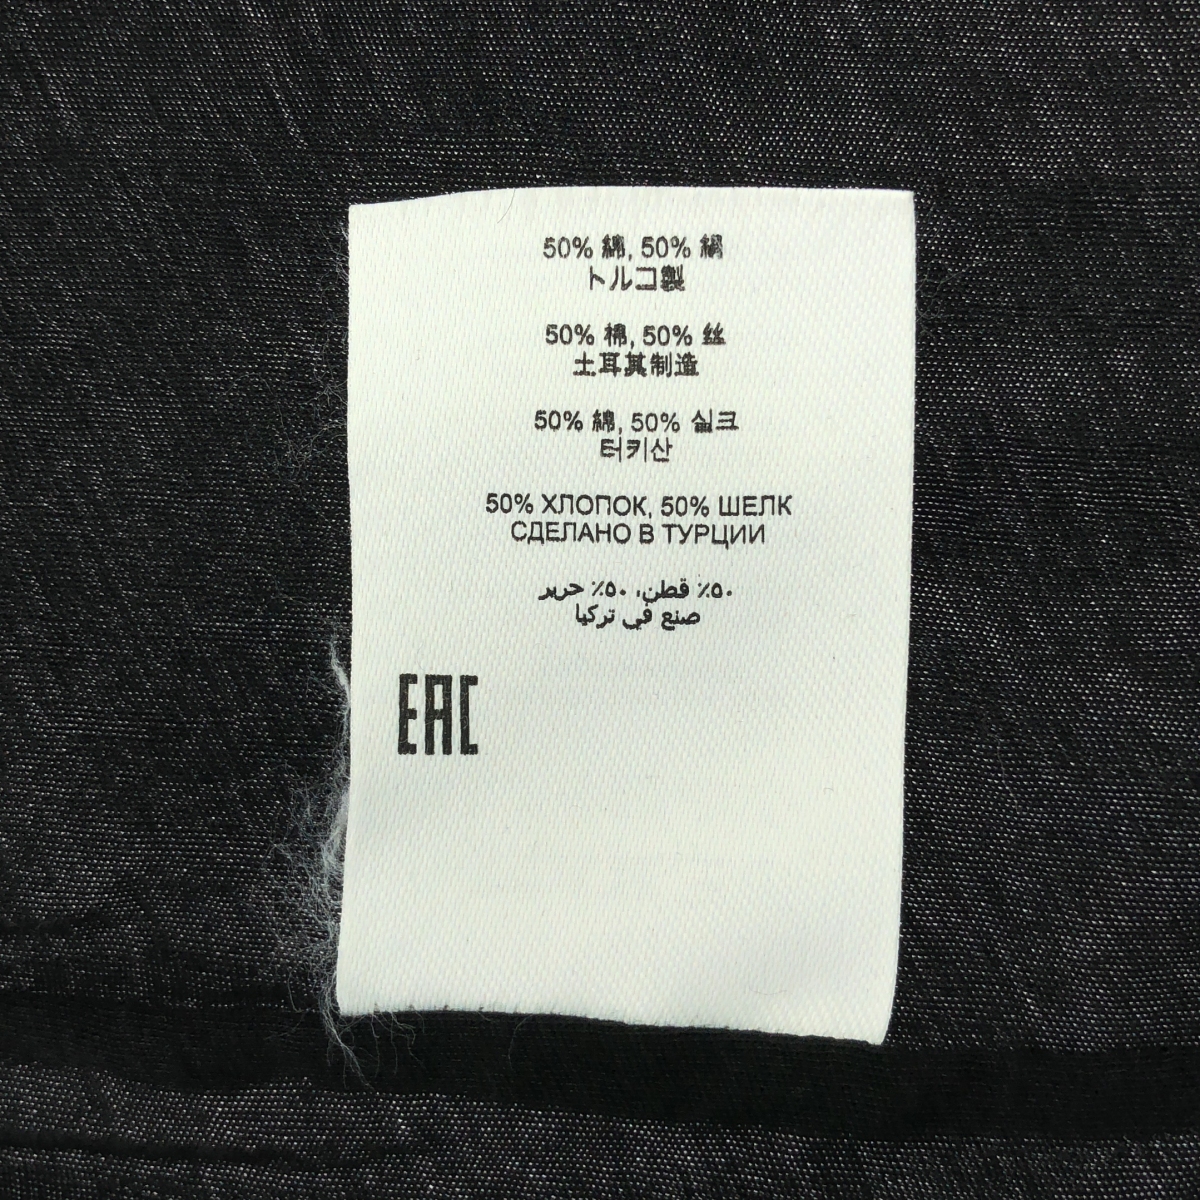 50% 綿, 50% 絹
トルコ製
50% 棉, 50% 丝
土耳其制造
50% 綿, 50% 실크
터키산
50% ХЛОПОК, 50% ШЕЛК
СДЕЛАНО В ТУРЦИИ
٥٠٪ قطن، ٥٠٪ حرير
صنع في تركيا
EAC